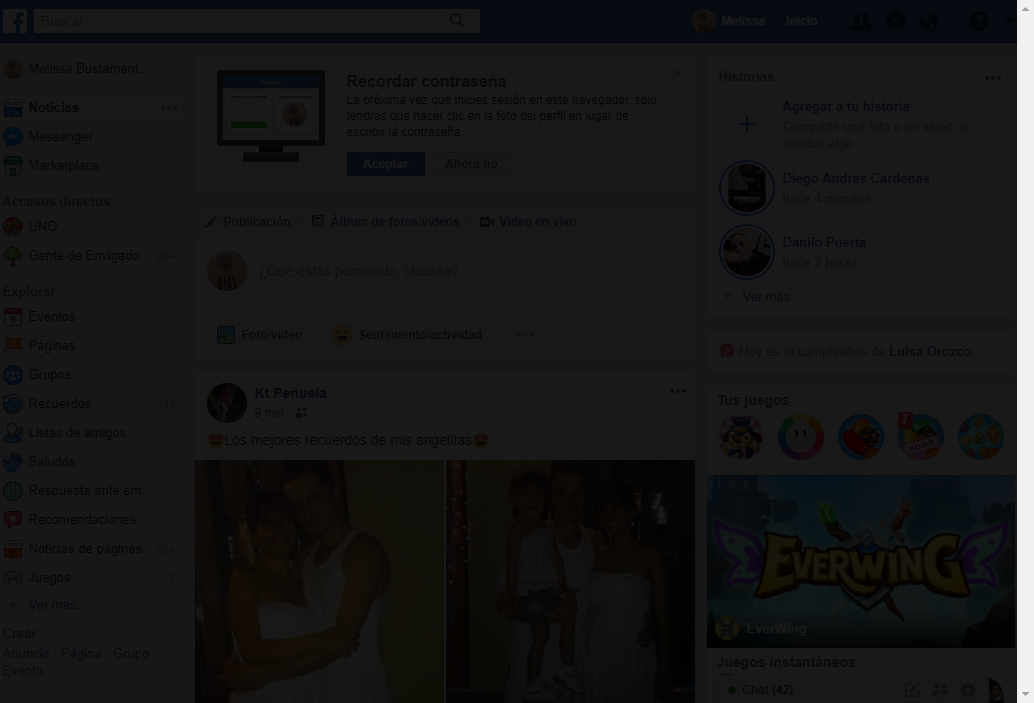 Buscar
Melissa
Inicio
Melissa Bustamant...
Noticias
Messenger
Marketplace
Accesos directos
UNO
Gente de Envigado 20+
Explorar
Eventos
Páginas
Grupos
Recuerdos 14
Listas de amigos
Saludos
Respuesta ante em...
Recomendaciones
Noticias de páginas 20+
Juegos 7
Ver más...
Crear
Anuncio Página Grupo
Evento
Recordar contraseña
La próxima vez que inicies sesión en este navegador, solo
tendrás que hacer clic en la foto del perfil en lugar de
escribir la contraseña.
Aceptar
Ahora no
Publicación
Álbum de fotos/videos
Video en vivo
¿Qué estás pensando, Melissa?
Foto/video
Sentimiento/actividad
Kt Peñuela
9 min
Los mejores recuerdos de mis angelitas
Historias
Agregar a tu historia
Comparte una foto o un video, o
escribe algo
Diego Andres Cardenas
hace 4 minutos
Danilo Puerta
hace 2 horas
Ver más
Hoy es el cumpleaños de Luisa Orozco
Tus juegos
7
EVERWING
EverWing
Juegos instantáneos
Chat (42)